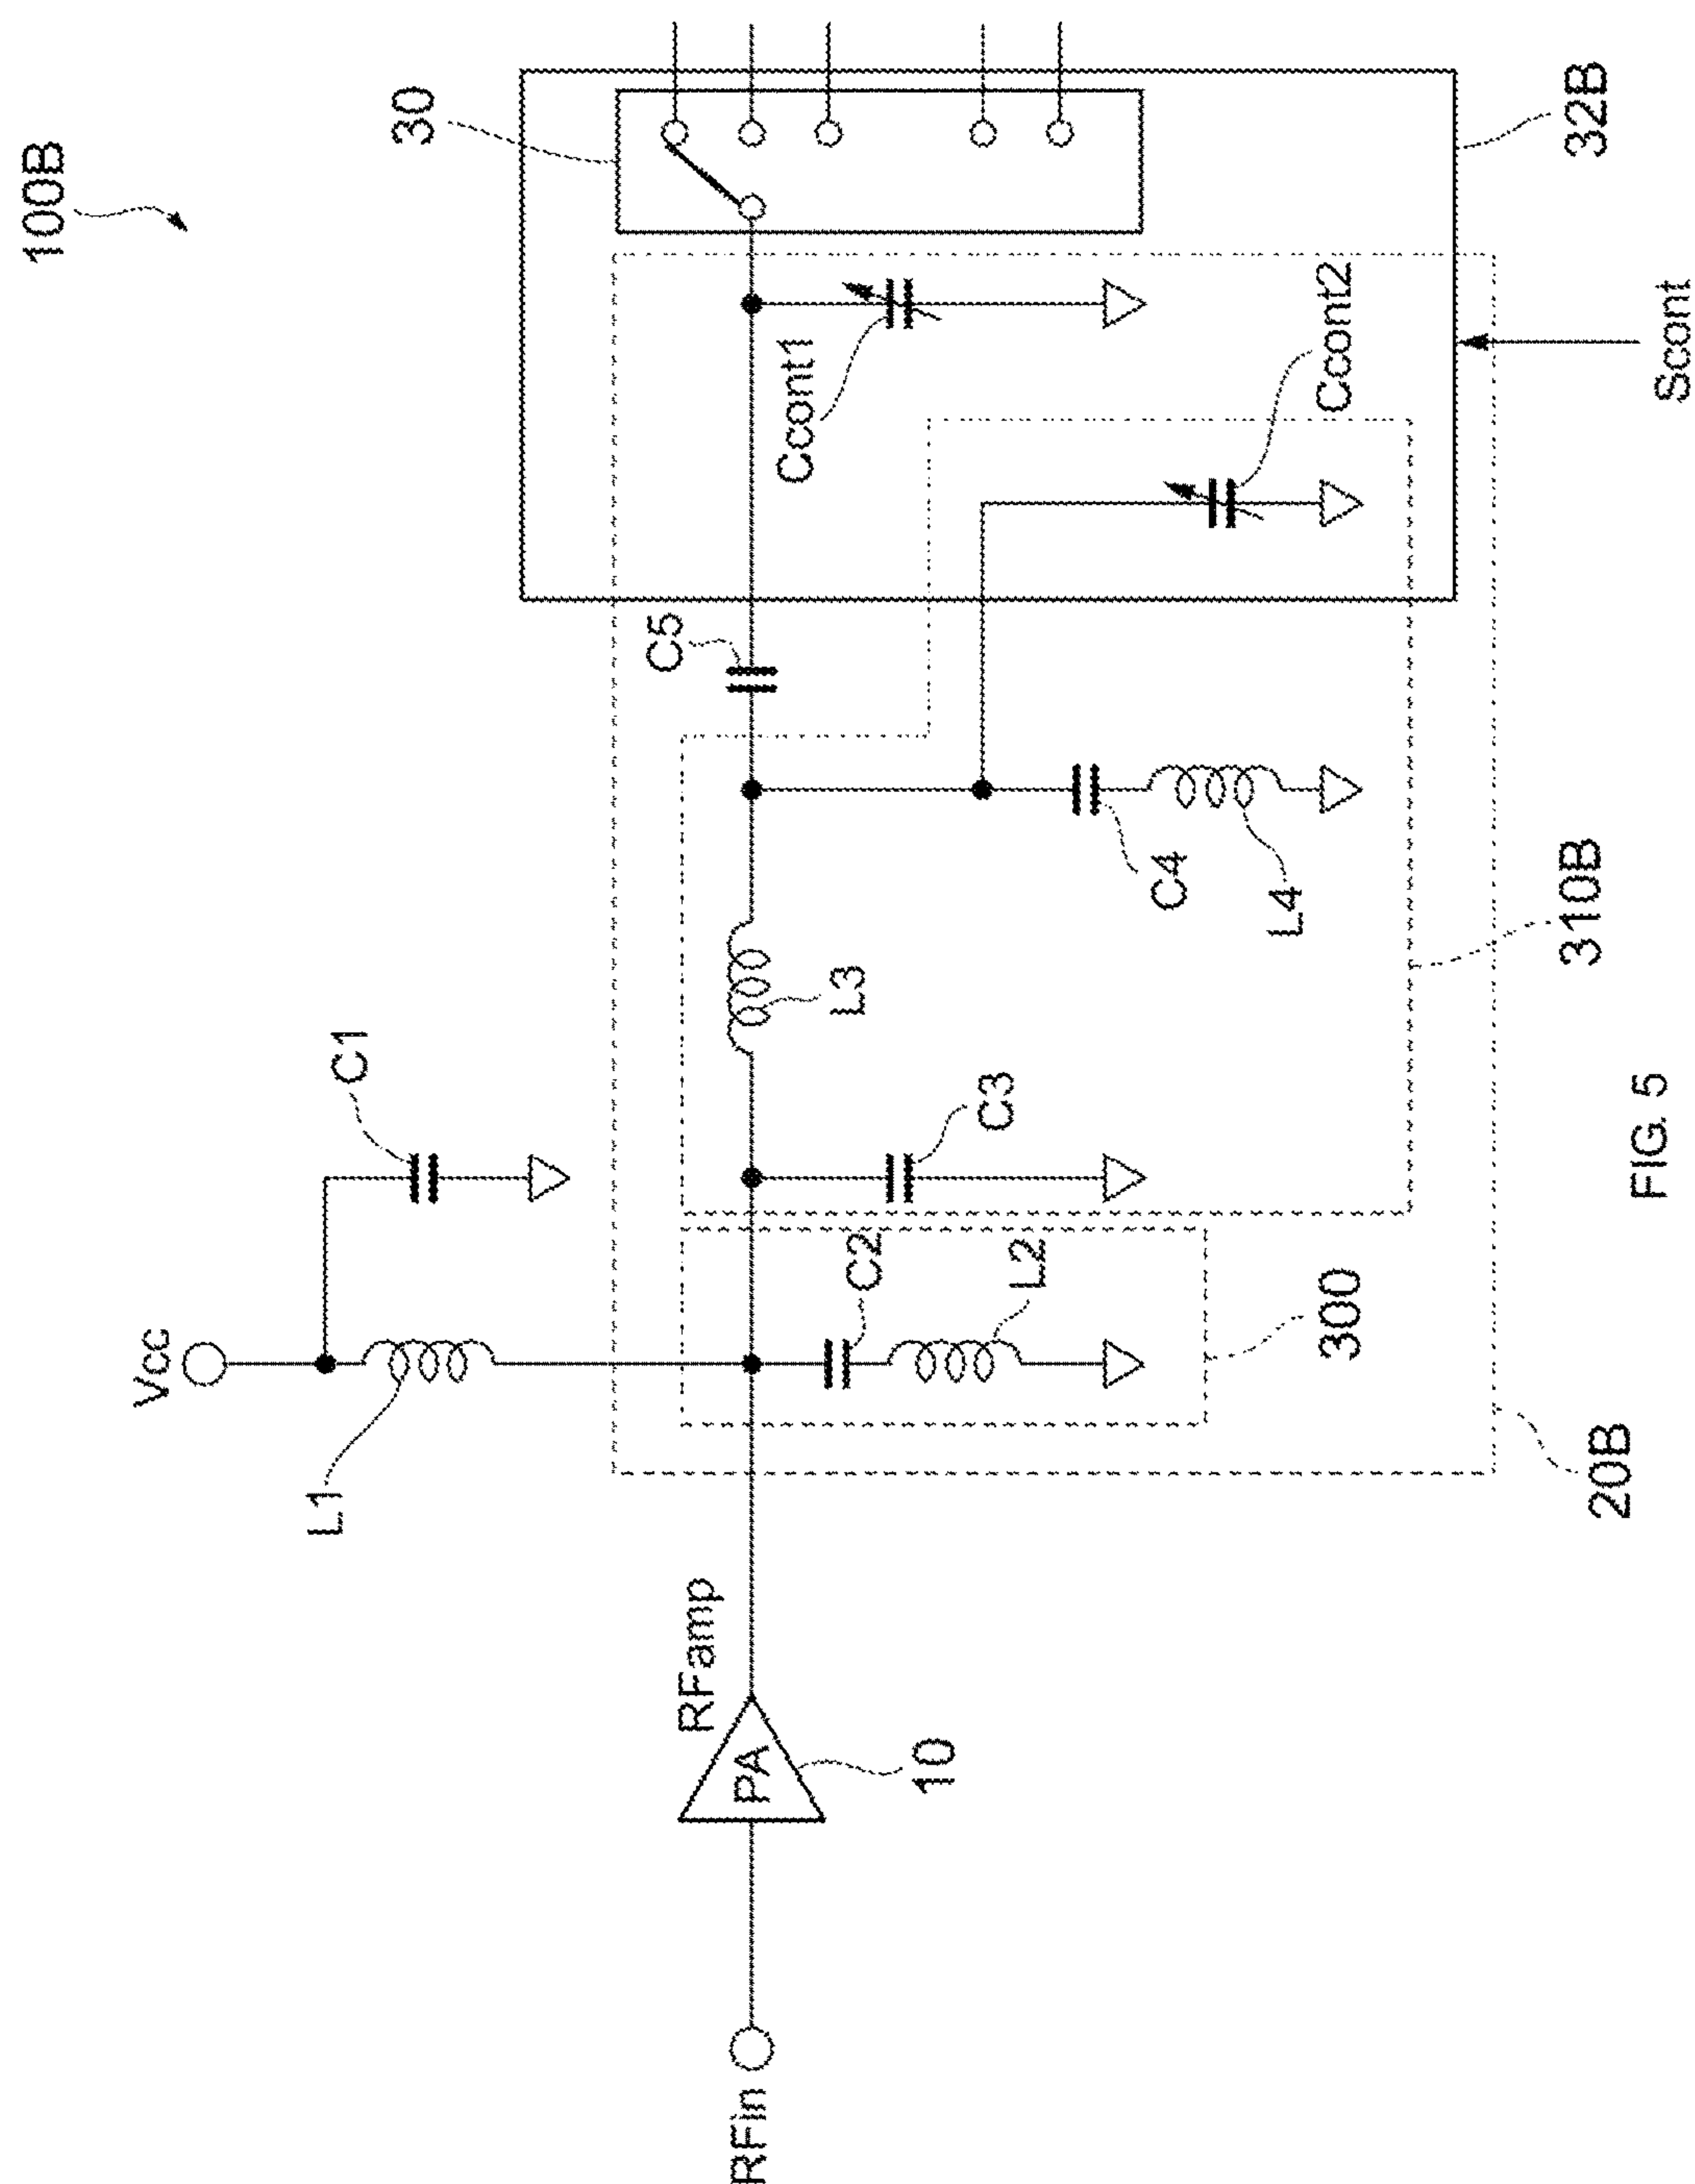 100B
Vcc
L1
C1
RFin
PA
10
RFamp
C2
L2
300
C3
L3
C4
L4
310B
C5
Ccont1
Ccont2
30
32B
20B
Scont
FIG. 5